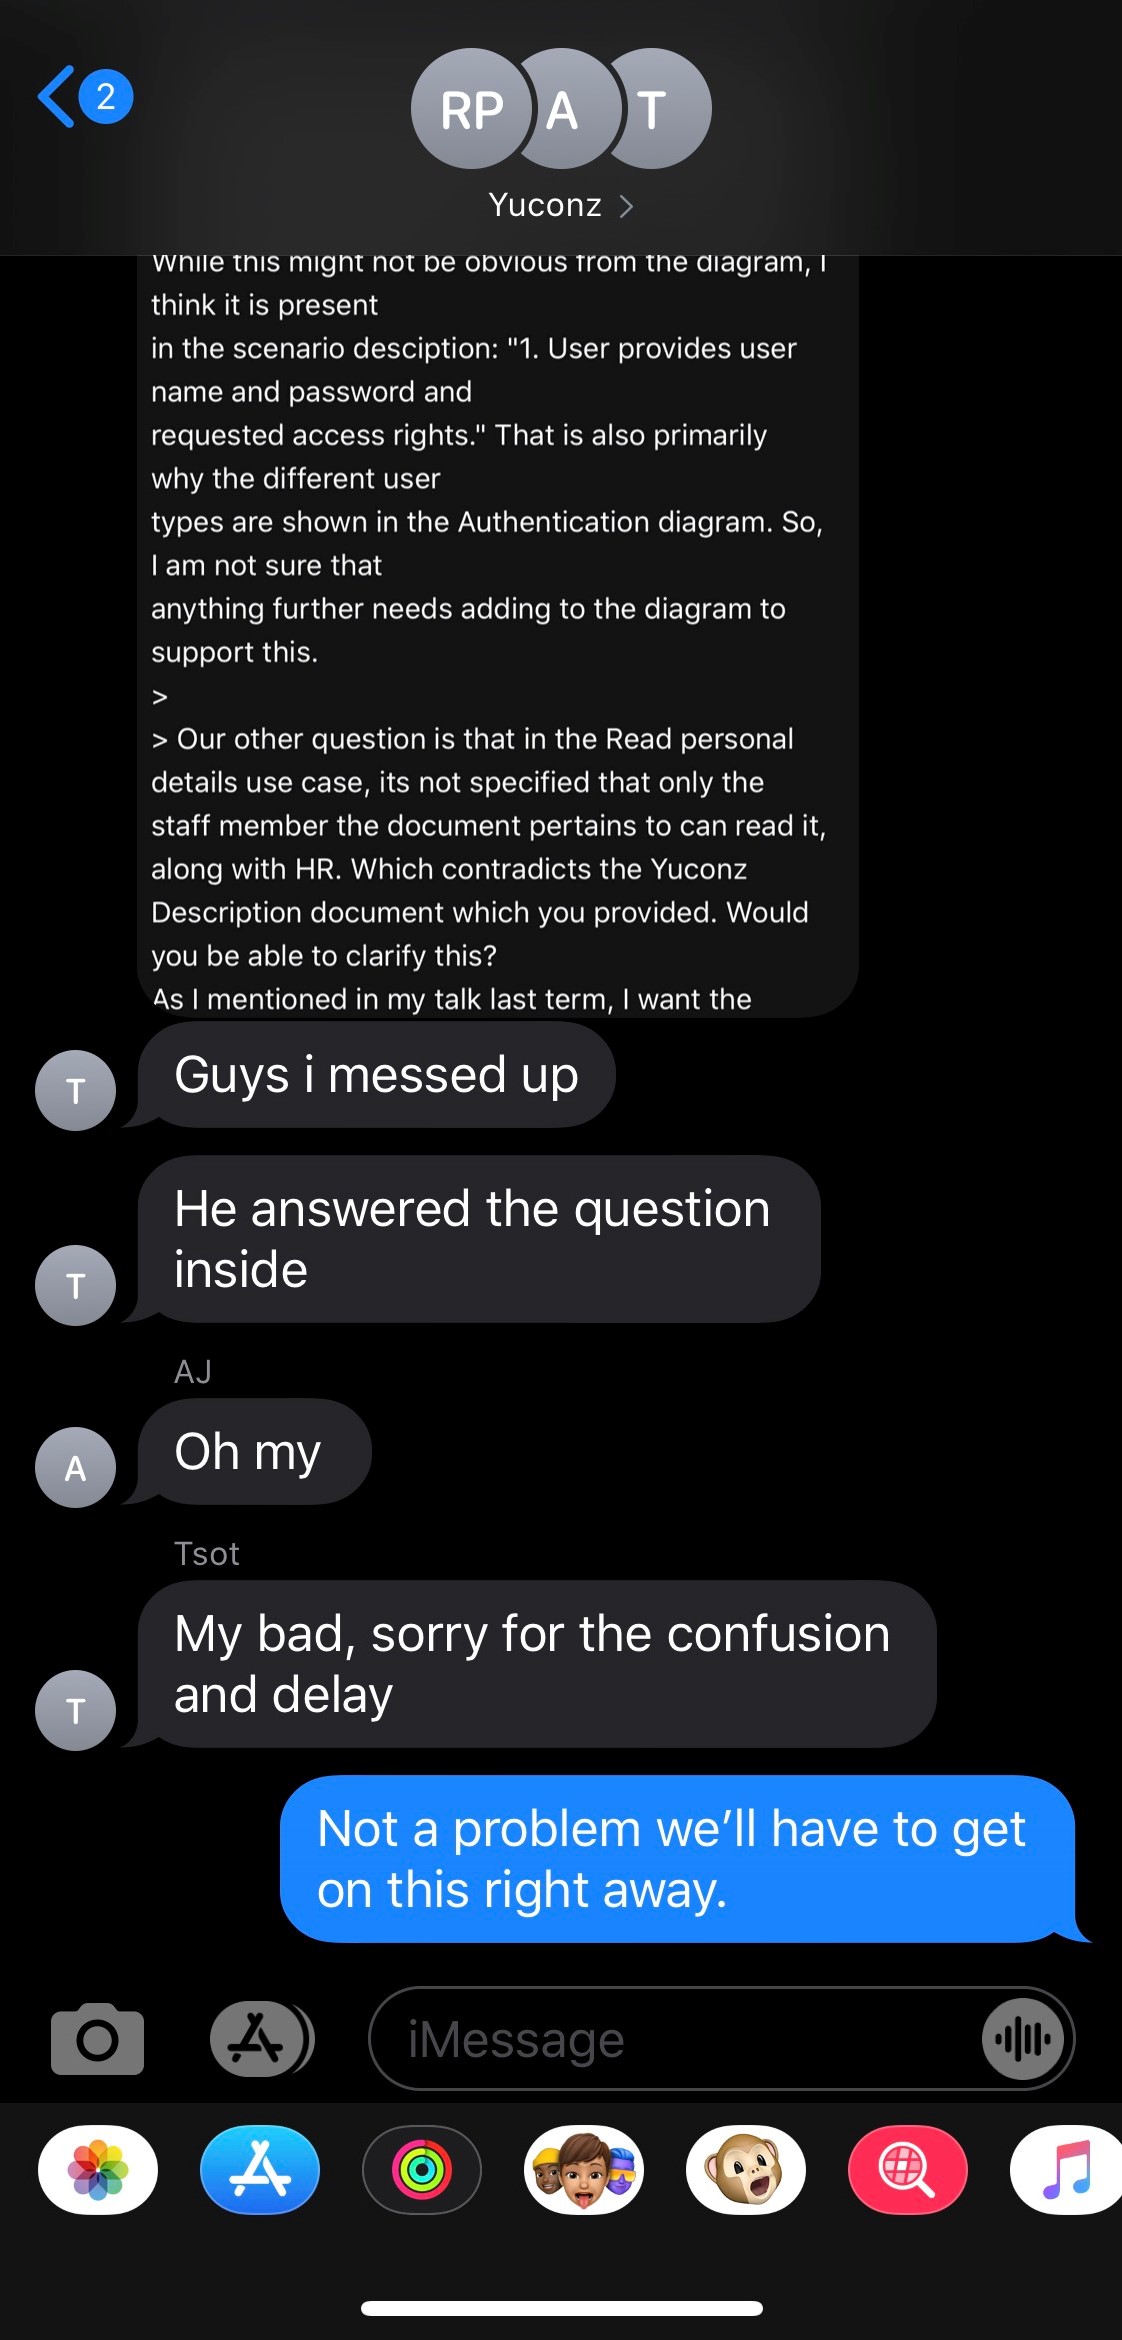 2
RP A T
Yuconz
While this might not be obvious from the diagram, I
think it is present
in the scenario desciption: "1. User provides user
name and password and
requested access rights." That is also primarily
why the different user
types are shown in the Authentication diagram. So,
I am not sure that
anything further needs adding to the diagram to
support this.
>
> Our other question is that in the Read personal
details use case, its not specified that only the
staff member the document pertains to can read it,
along with HR. Which contradicts the Yuconz
Description document which you provided. Would
you be able to clarify this?
As I mentioned in my talk last term, I want the
T
Guys i messed up
T
He answered the question
inside
AJ
A
Oh my
Tsot
T
My bad, sorry for the confusion
and delay
Not a problem we’ll have to get
on this right away.
iMessage